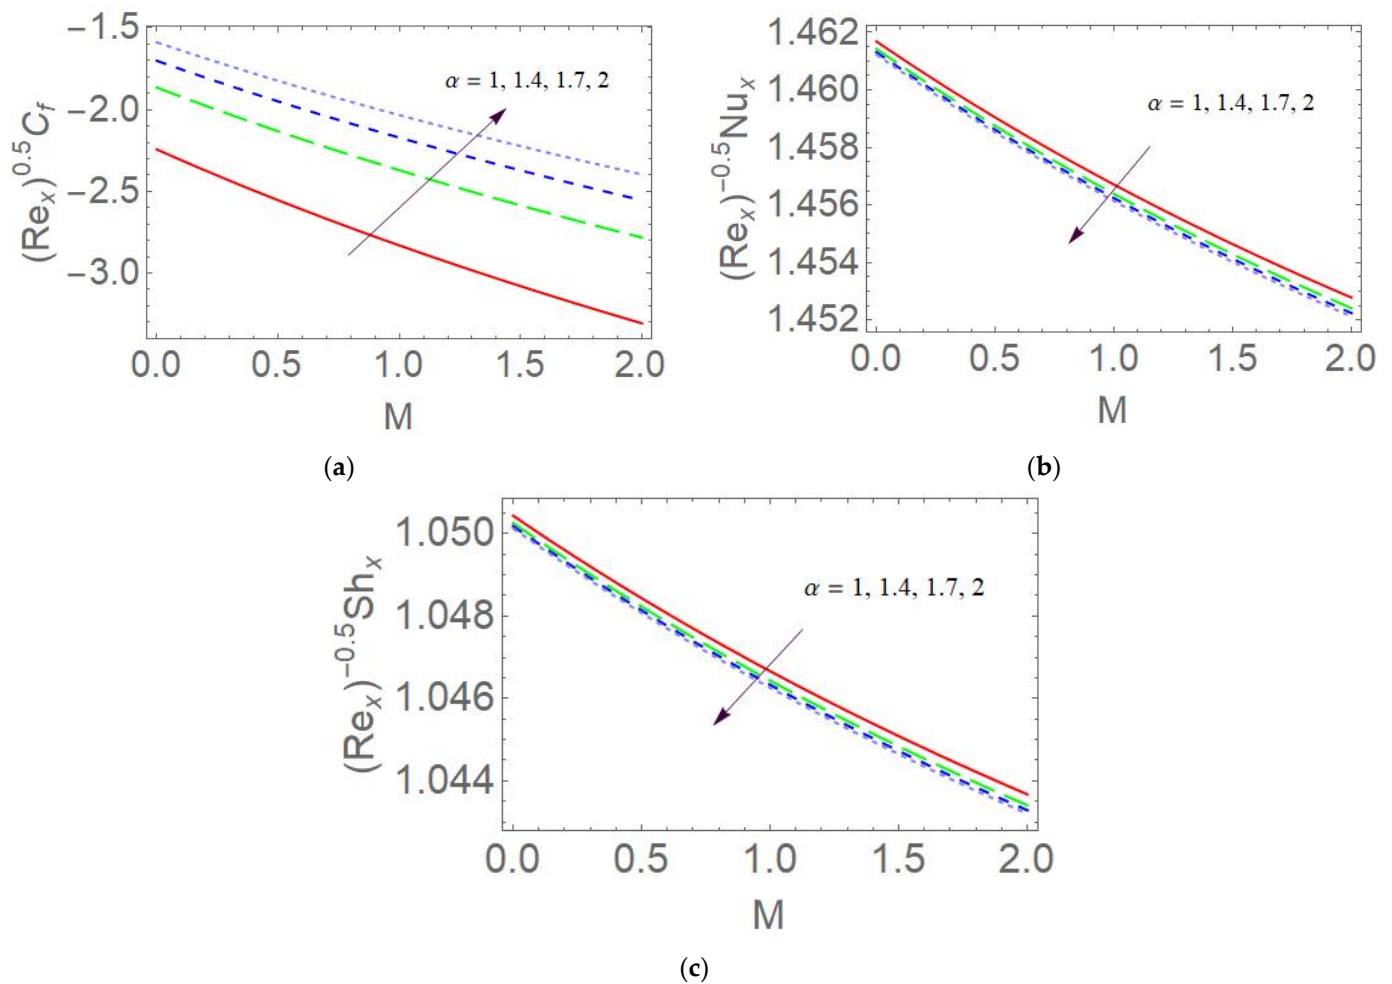 (Re_x)^0.5 C_f
−1.5
−2.0
−2.5
−3.0
α = 1, 1.4, 1.7, 2
0.0 0.5 1.0 1.5 2.0
M
(a)
(Re_x)^−0.5 Nu_x
1.462
1.460
1.458
1.456
1.454
1.452
α = 1, 1.4, 1.7, 2
0.0 0.5 1.0 1.5 2.0
M
(b)
(Re_x)^−0.5 Sh_x
1.050
1.048
1.046
1.044
α = 1, 1.4, 1.7, 2
0.0 0.5 1.0 1.5 2.0
M
(c)